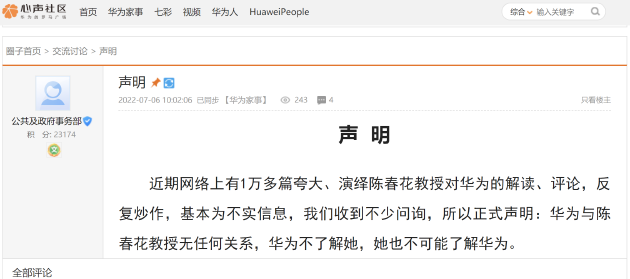 心声社区
华为家事
首页 华为家事 七彩 视频 华为人 HuaweiPeople 综合 输入关键字
圈子首页 > 交流讨论 > 声明
公共及政府事务部
积 分: 23174
声明
2022-07-06 10:02:06 已同步 【华为家事】 243 4 只看楼主
声 明
近期网络上有1万多篇夸大、演绎陈春花教授对华为的解读、评论，反
复炒作，基本为不实信息，我们收到不少问询，所以正式声明：华为与陈
春花教授无任何关系，华为不了解她，她也不可能了解华为。
全部评论